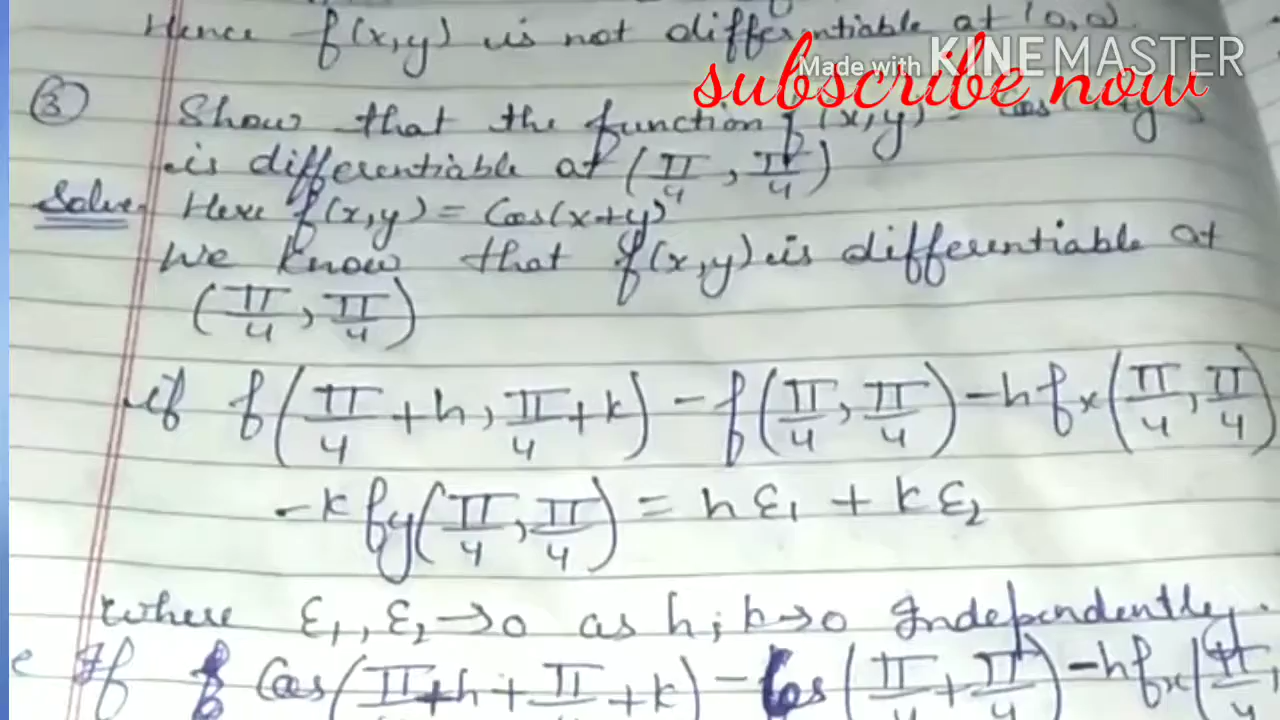 Hence f(x,y) is not differentiable at (0,0).
Made with KINEMASTER
subscribe now
③ Show that the function f(x,y) = cos(x+y)
is differentiable at (π/4, π/4)
Solve Here f(x,y) = Cos(x+y)
We know that f(x,y) is differentiable at
(π/4, π/4)
if f(π/4 + h, π/4 + k) - f(π/4, π/4) - h fx(π/4, π/4)
- k fy(π/4, π/4) = h ε₁ + k ε₂
where ε₁, ε₂ → 0 as h, k → 0 Independently.
If Cos(π/4 + h + π/4 + k) - Cos(π/4 + π/4) - h fx(π/4,